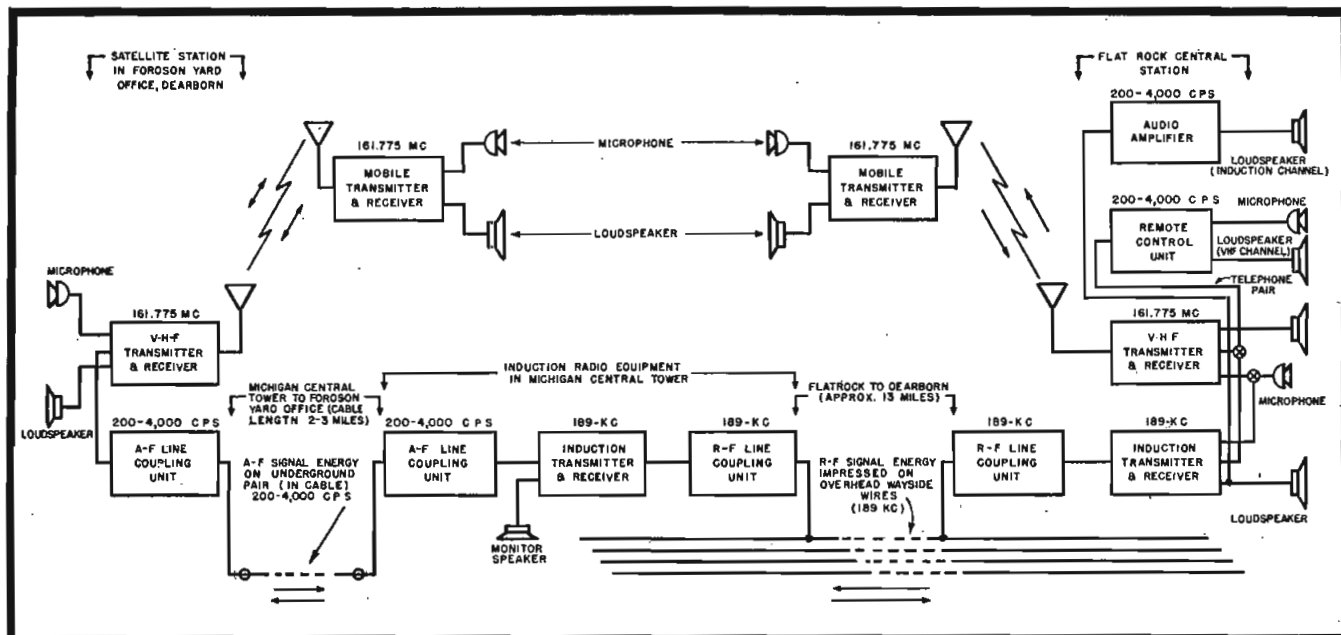 SATELLITE STATION
IN FOROSON YARD
OFFICE, DEARBORN
FLAT ROCK CENTRAL
STATION
200-4,000 CPS
AUDIO
AMPLIFIER
LOUDSPEAKER
(INDUCTION CHANNEL)
161.775 MC
MOBILE
TRANSMITTER
& RECEIVER
MICROPHONE
LOUDSPEAKER
161.775 MC
MOBILE
TRANSMITTER
& RECEIVER
200-4,000 CPS
REMOTE
CONTROL
UNIT
MICROPHONE
LOUDSPEAKER
(VHF CHANNEL)
TELEPHONE
PAIR
MICROPHONE
161.775 MC
V-H-F
TRANSMITTER
& RECEIVER
LOUDSPEAKER
161.775 MC
V-H-F
TRANSMITTER
& RECEIVER
MICROPHONE
INDUCTION RADIO EQUIPMENT
IN MICHIGAN CENTRAL TOWER
MICHIGAN CENTRAL
TOWER TO FOROSON
YARD OFFICE (CABLE
LENGTH 2-3 MILES)
FLATROCK TO DEARBORN
(APPROX. 13 MILES)
200-4,000 CPS
A-F LINE
COUPLING
UNIT
A-F SIGNAL ENERGY
ON UNDERGROUND
PAIR (IN CABLE)
200-4,000 CPS
200-4,000 CPS
A-F LINE
COUPLING
UNIT
189-KC
INDUCTION
TRANSMITTER
& RECEIVER
MONITOR
SPEAKER
189-KC
R-F LINE
COUPLING
UNIT
R-F SIGNAL ENERGY
IMPRESSED ON
OVERHEAD WAYSIDE
WIRES
(189 KC)
189-KC
R-F LINE
COUPLING
UNIT
189-KC
INDUCTION
TRANSMITTER
& RECEIVER
LOUDSPEAKER